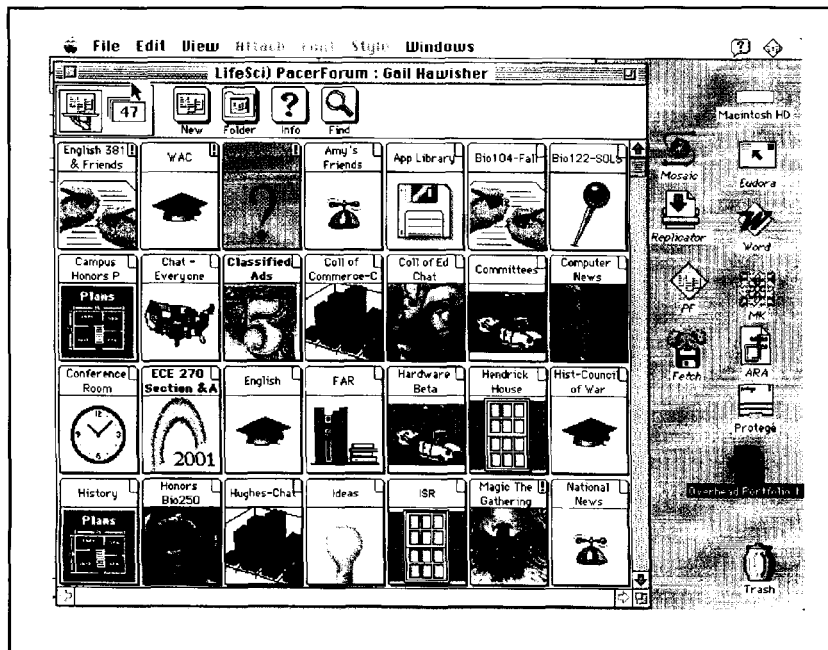 File Edit View Attach Font Style Windows
LifeSci) PacerForum : Gail Hawisher
47
New Folder Info Find
Macintosh HD
English 381 & Friends
WAC
Amy's Friends
App Library
Bio104-Fall
Bio122-SOLs
Mosaic
Eudora
Replicator
Word
Campus Honors P
Plans
Chat - Everyone
Classified Ads
5
Coll of Commerce-C
Coll of Ed Chat
Committees
Computer News
PF
MK
Fetch
ARA
Conference Room
ECE 270 Section &A
2001
English
FAR
Hardware Beta
Hendrick House
Hist-Council of War
Protegé
Overhead Portfolio 1
History
Plans
Honors Bio250
Hughes-Chat
Ideas
ISR
Magic The Gathering
National News
Trash